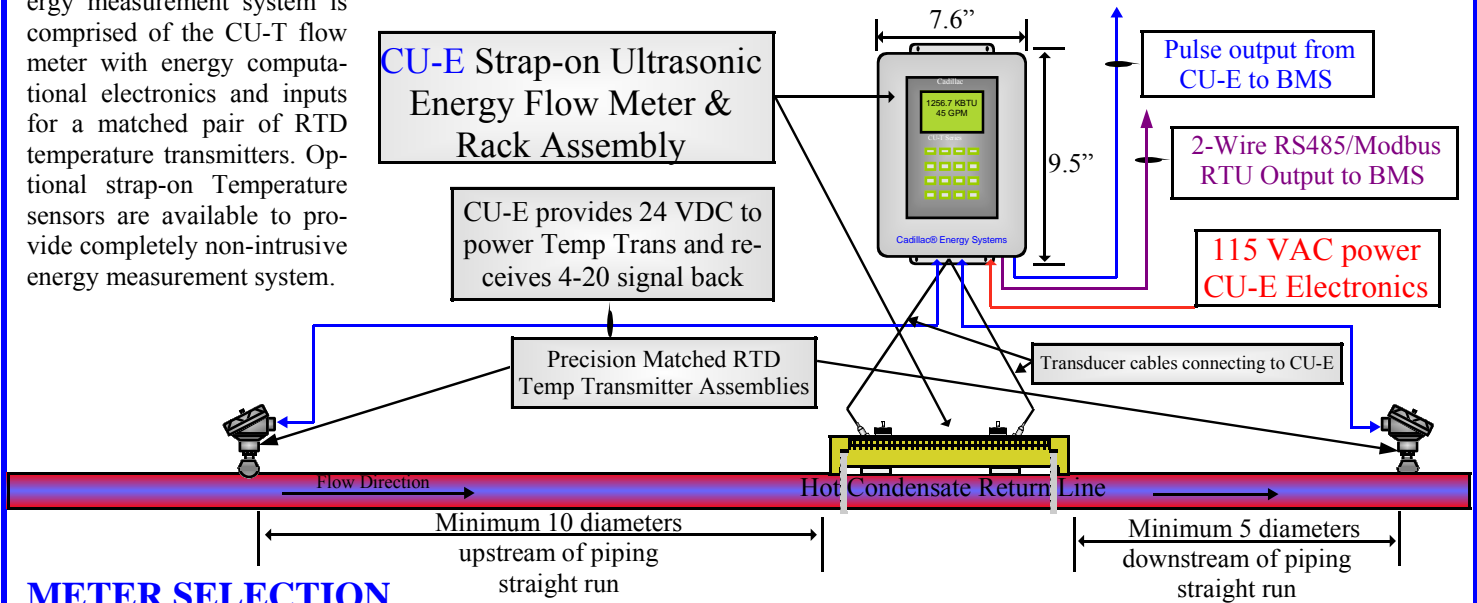 ergy measurement system is
comprised of the CU-T flow
meter with energy computa-
tional electronics and inputs
for a matched pair of RTD
temperature transmitters. Op-
tional strap-on Temperature
sensors are available to pro-
vide completely non-intrusive
energy measurement system.
CU-E Strap-on Ultrasonic
Energy Flow Meter &
Rack Assembly
7.6”
9.5”
Cadillac
1256.7 KBTU
45 GPM
CU-T Series
Cadillac® Energy Systems
Pulse output from
CU-E to BMS
2-Wire RS485/Modbus
RTU Output to BMS
115 VAC power
CU-E Electronics
CU-E provides 24 VDC to
power Temp Trans and re-
ceives 4-20 signal back
Precision Matched RTD
Temp Transmitter Assemblies
Transducer cables connecting to CU-E
Flow Direction
Hot Condensate Return Line
Minimum 10 diameters
upstream of piping
straight run
Minimum 5 diameters
downstream of piping
straight run
METER SELECTION